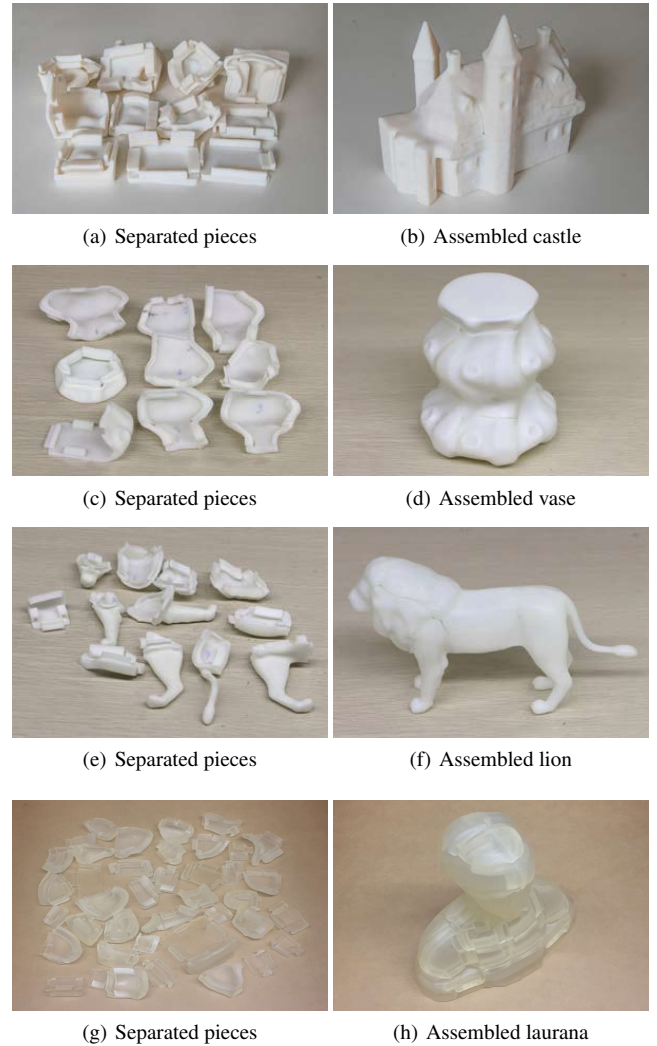 (a) Separated pieces
(b) Assembled castle
(c) Separated pieces
(d) Assembled vase
(e) Separated pieces
(f) Assembled lion
(g) Separated pieces
(h) Assembled laurana